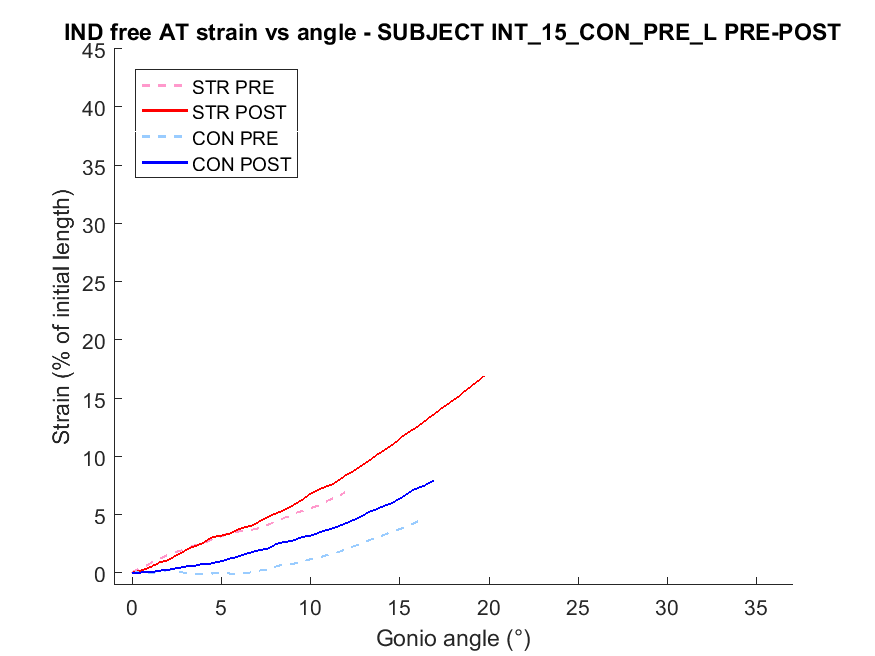 IND free AT strain vs angle - SUBJECT INT_15_CON_PRE_L PRE-POST
45
40
35
30
25
20
15
10
5
0
Strain (% of initial length)
STR PRE
STR POST
CON PRE
CON POST
0 5 10 15 20 25 30 35
Gonio angle (°)